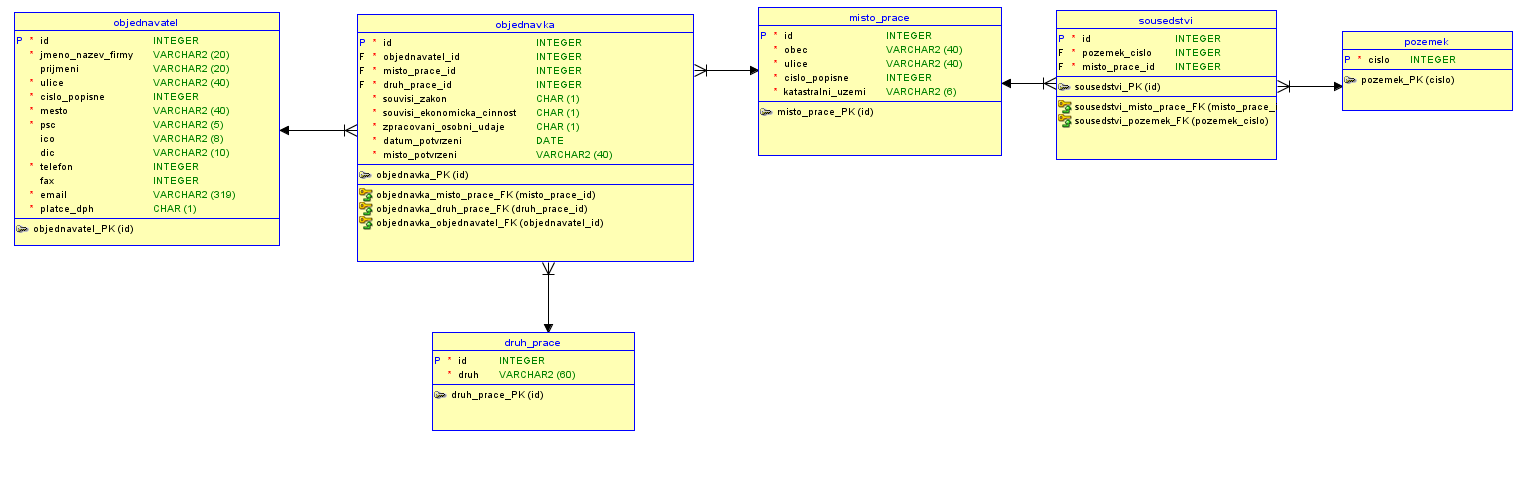 objednavatel
P * id INTEGER
* jmeno_nazev_firmy VARCHAR2 (20)
prijmeni VARCHAR2 (20)
* ulice VARCHAR2 (40)
* cislo_popisne INTEGER
* mesto VARCHAR2 (40)
* psc VARCHAR2 (5)
ico VARCHAR2 (8)
dic VARCHAR2 (10)
* telefon INTEGER
fax INTEGER
* email VARCHAR2 (319)
* platce_dph CHAR (1)
objednavatel_PK (id)
objednavka
P * id INTEGER
F * objednavatel_id INTEGER
F * misto_prace_id INTEGER
F * druh_prace_id INTEGER
* souvisi_zakon CHAR (1)
* souvisi_ekonomicka_cinnost CHAR (1)
* zpracovani_osobni_udaje CHAR (1)
* datum_potvrzeni DATE
* misto_potvrzeni VARCHAR2 (40)
objednavka_PK (id)
objednavka_misto_prace_FK (misto_prace_id)
objednavka_druh_prace_FK (druh_prace_id)
objednavka_objednavatel_FK (objednavatel_id)
misto_prace
P * id INTEGER
* obec VARCHAR2 (40)
* ulice VARCHAR2 (40)
* cislo_popisne INTEGER
* katastralni_uzemi VARCHAR2 (6)
misto_prace_PK (id)
sousedstvi
P * id INTEGER
F * pozemek_cislo INTEGER
F * misto_prace_id INTEGER
sousedstvi_PK (id)
sousedstvi_misto_prace_FK (misto_prace_
sousedstvi_pozemek_FK (pozemek_cislo)
pozemek
P * cislo INTEGER
pozemek_PK (cislo)
druh_prace
P * id INTEGER
* druh VARCHAR2 (60)
druh_prace_PK (id)